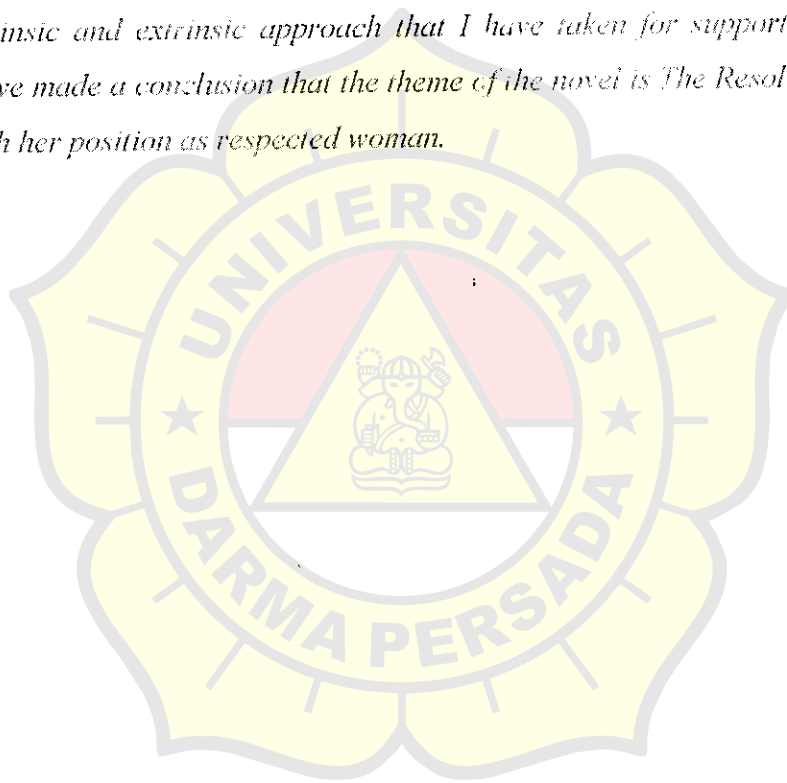 insic and extrinsic approach that I have taken for support
ve made a conclusion that the theme of the novel is The Resol
h her position as respected woman.
UNIVERSITAS
DARMA PERSADA